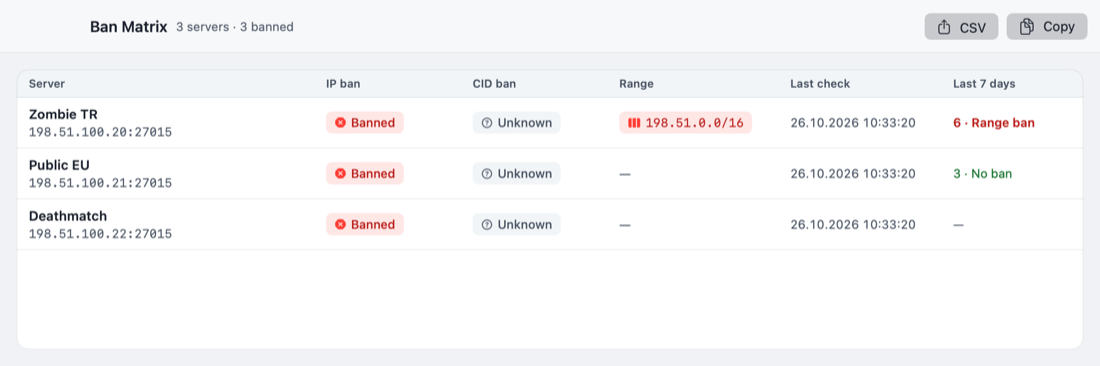 Ban Matrix 3 servers · 3 banned
CSV Copy
Server IP ban CID ban Range Last check Last 7 days
Zombie TR
198.51.100.20:27015 Banned Unknown 198.51.0.0/16 26.10.2026 10:33:20 6 · Range ban
Public EU
198.51.100.21:27015 Banned Unknown — 26.10.2026 10:33:20 3 · No ban
Deathmatch
198.51.100.22:27015 Banned Unknown — 26.10.2026 10:33:20 —